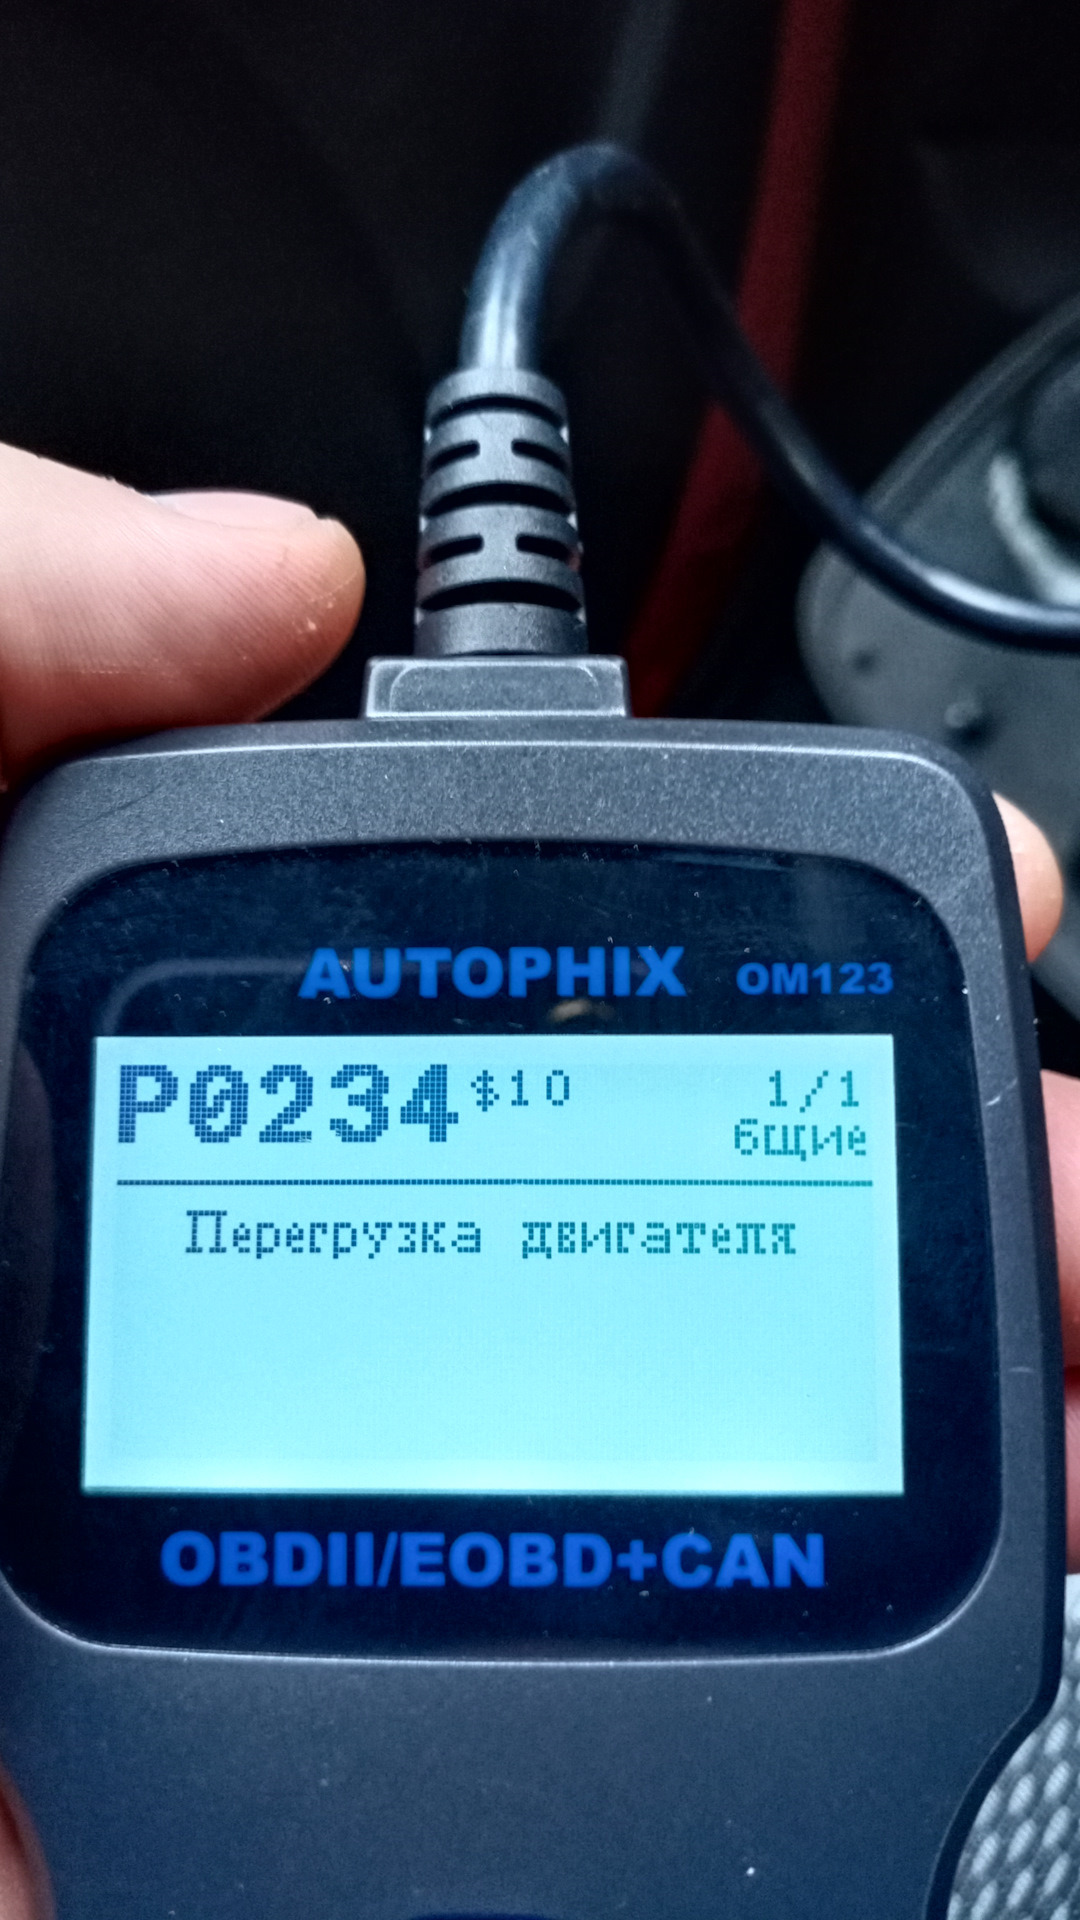 AUTOPHIX OM123
P0234 $10 1/1
бщие
Перегрузка двигателя
OBDII/EOBD+CAN